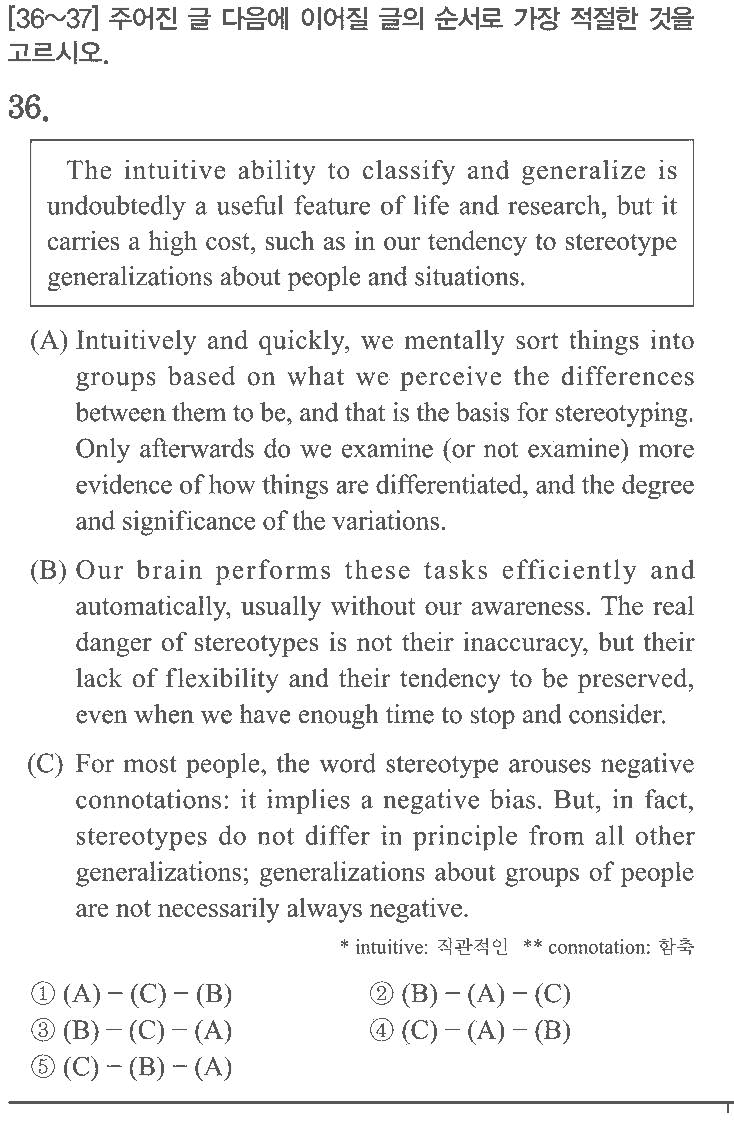 [36～37] 주어진 글 다음에 이어질 글의 순서로 가장 적절한 것을
고르시오.
36.
The intuitive ability to classify and generalize is
undoubtedly a useful feature of life and research, but it
carries a high cost, such as in our tendency to stereotype
generalizations about people and situations.
(A) Intuitively and quickly, we mentally sort things into
groups based on what we perceive the differences
between them to be, and that is the basis for stereotyping.
Only afterwards do we examine (or not examine) more
evidence of how things are differentiated, and the degree
and significance of the variations.
(B) Our brain performs these tasks efficiently and
automatically, usually without our awareness. The real
danger of stereotypes is not their inaccuracy, but their
lack of flexibility and their tendency to be preserved,
even when we have enough time to stop and consider.
(C) For most people, the word stereotype arouses negative
connotations: it implies a negative bias. But, in fact,
stereotypes do not differ in principle from all other
generalizations; generalizations about groups of people
are not necessarily always negative.
* intuitive: 직관적인 ** connotation: 함축
① (A) - (C) - (B) ② (B) - (A) - (C)
③ (B) - (C) - (A) ④ (C) - (A) - (B)
⑤ (C) - (B) - (A)